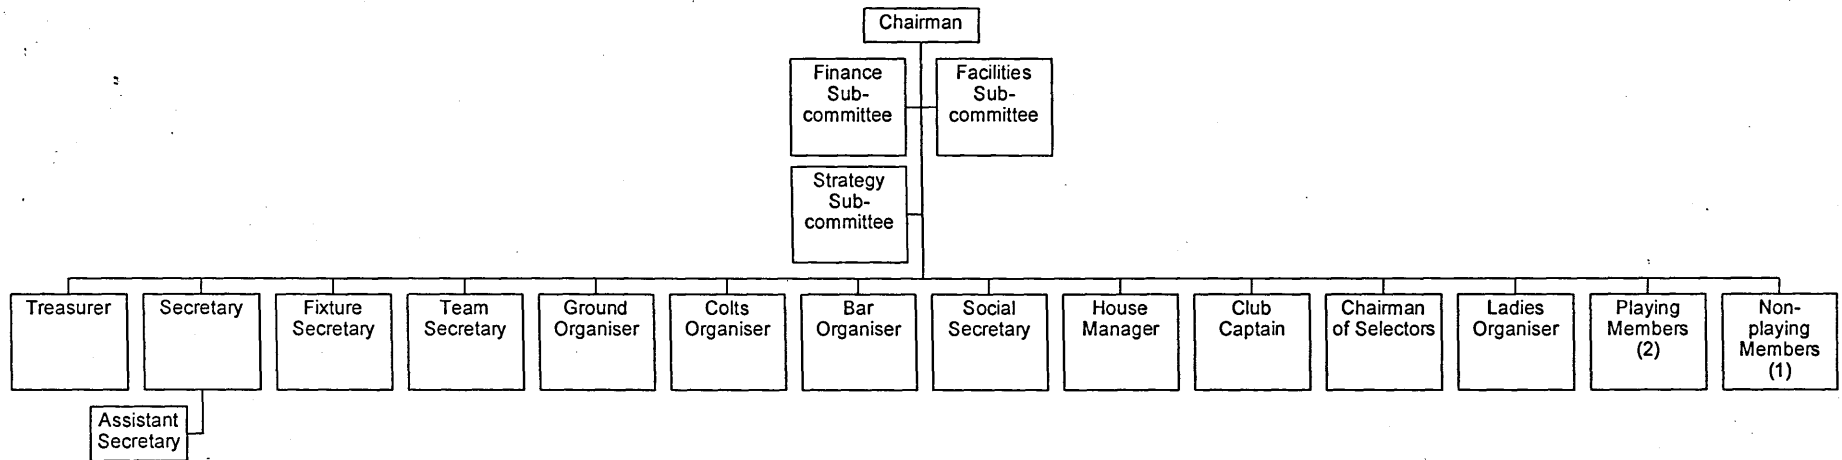 Chairman
Finance
Sub-
committee
Facilities
Sub-
committee
Strategy
Sub-
committee
Treasurer
Secretary
Fixture
Secretary
Team
Secretary
Ground
Organiser
Colts
Organiser
Bar
Organiser
Social
Secretary
House
Manager
Club
Captain
Chairman
of Selectors
Ladies
Organiser
Playing
Members
(2)
Non-
playing
Members
(1)
Assistant
Secretary